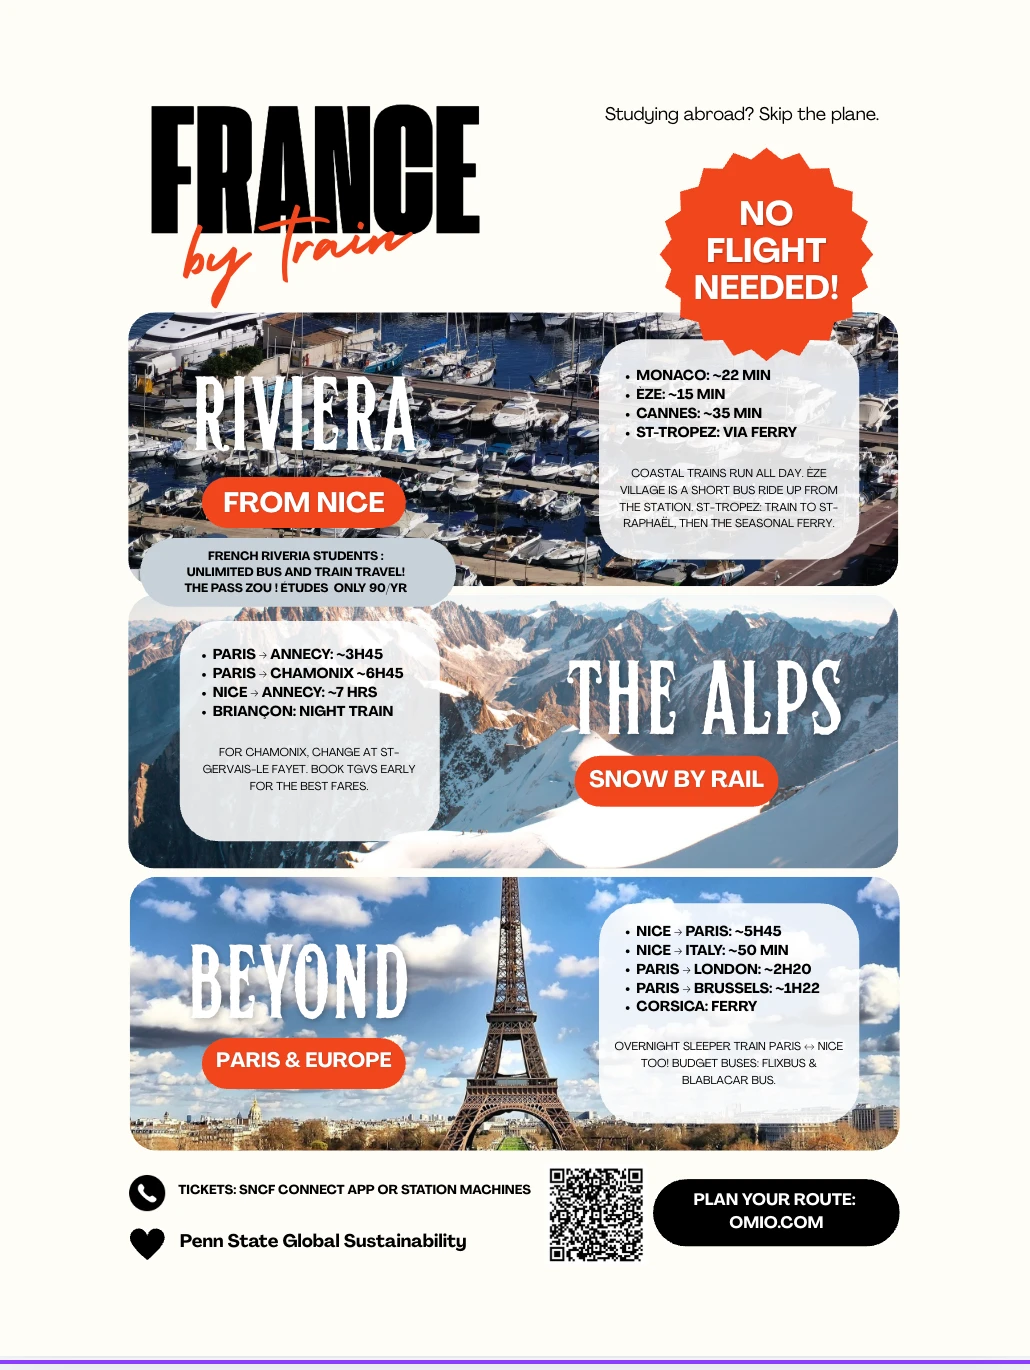 FRANCE
by Train
Studying abroad? Skip the plane.
NO
FLIGHT
NEEDED!
RIVIERA
FROM NICE
• MONACO: ~22 MIN
• ÈZE: ~15 MIN
• CANNES: ~35 MIN
• ST-TROPEZ: VIA FERRY
COASTAL TRAINS RUN ALL DAY. ÈZE
VILLAGE IS A SHORT BUS RIDE UP FROM
THE STATION. ST-TROPEZ: TRAIN TO ST-
RAPHAËL, THEN THE SEASONAL FERRY.
FRENCH RIVERIA STUDENTS :
UNLIMITED BUS AND TRAIN TRAVEL!
THE PASS ZOU ! ÉTUDES ONLY 90/YR
• PARIS → ANNECY: ~3H45
• PARIS → CHAMONIX ~6H45
• NICE → ANNECY: ~7 HRS
• BRIANÇON: NIGHT TRAIN
FOR CHAMONIX, CHANGE AT ST-
GERVAIS-LE FAYET. BOOK TGVS EARLY
FOR THE BEST FARES.
THE ALPS
SNOW BY RAIL
BEYOND
PARIS & EUROPE
• NICE → PARIS: ~5H45
• NICE → ITALY: ~50 MIN
• PARIS → LONDON: ~2H20
• PARIS → BRUSSELS: ~1H22
• CORSICA: FERRY
OVERNIGHT SLEEPER TRAIN PARIS ↔ NICE
TOO! BUDGET BUSES: FLIXBUS &
BLABLACAR BUS.
TICKETS: SNCF CONNECT APP OR STATION MACHINES
Penn State Global Sustainability
PLAN YOUR ROUTE:
OMIO.COM